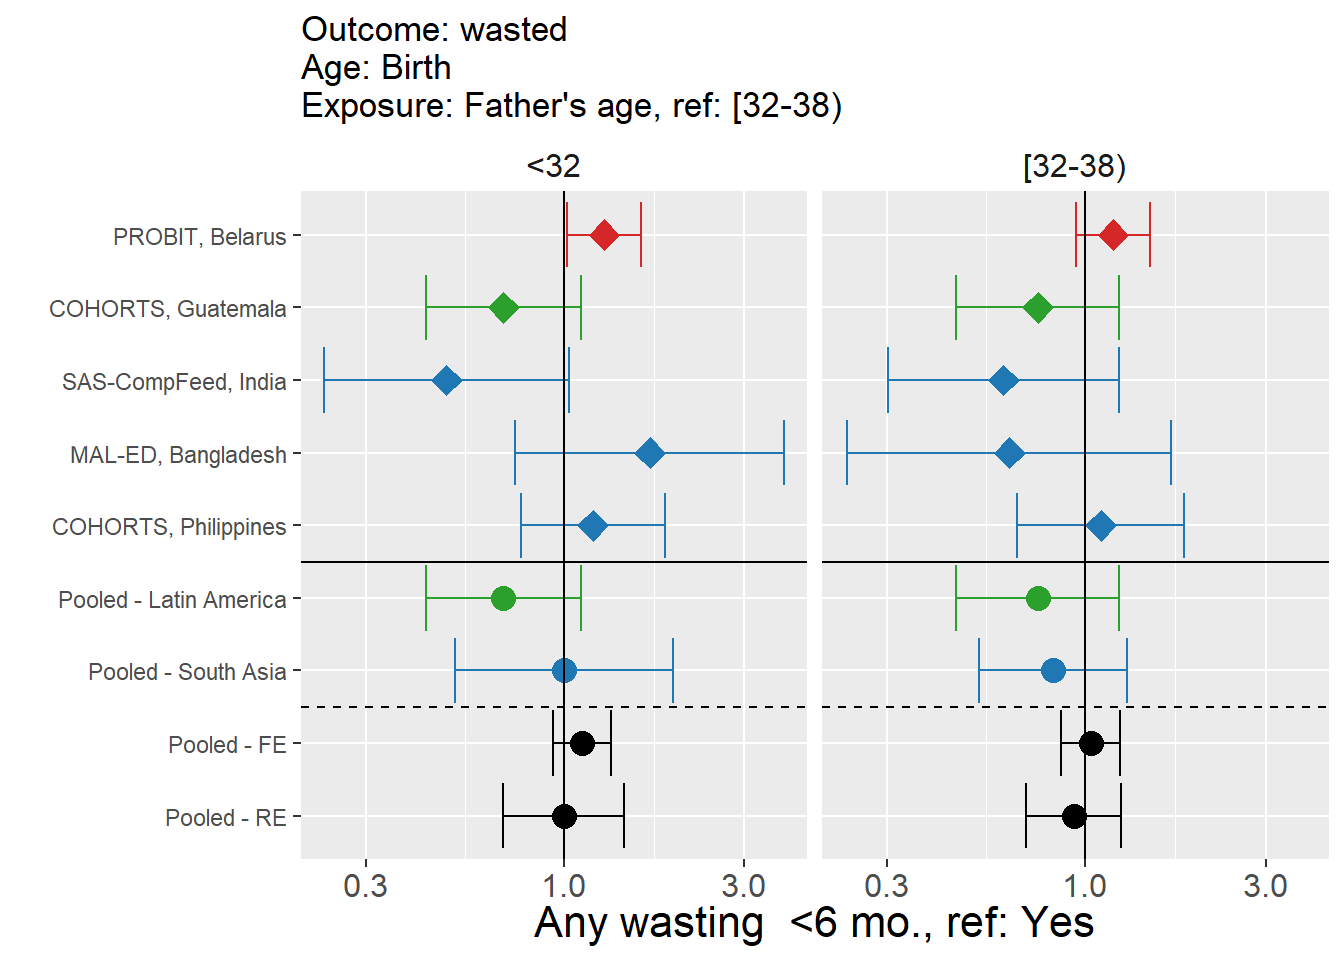 Outcome: wasted
Age: Birth
Exposure: Father's age, ref: [32-38)
<32 [32-38)
PROBIT, Belarus
COHORTS, Guatemala
SAS-CompFeed, India
MAL-ED, Bangladesh
COHORTS, Philippines
Pooled - Latin America
Pooled - South Asia
Pooled - FE
Pooled - RE
0.3 1.0 3.0 0.3 1.0 3.0
Any wasting  <6 mo., ref: Yes